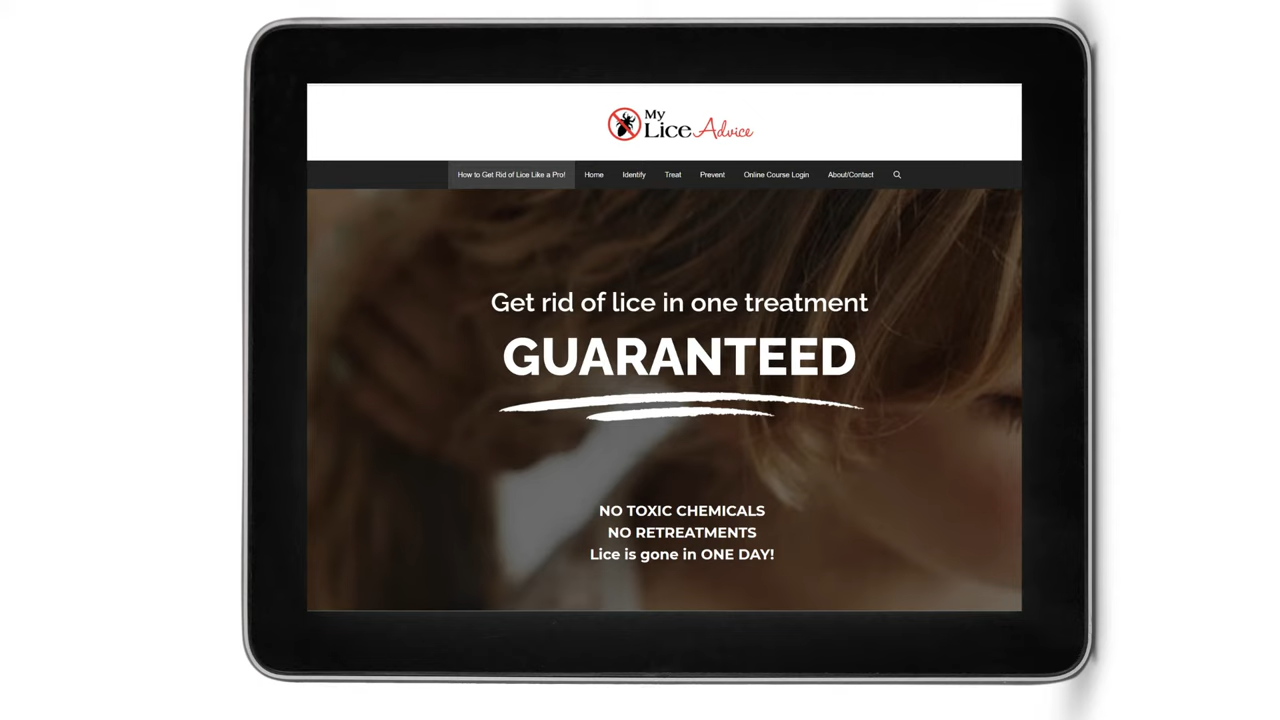 My
Lice Advice
How to Get Rid of Lice Like a Pro!
Home
Identify
Treat
Prevent
Online Course Login
About/Contact
Get rid of lice in one treatment
GUARANTEED
NO TOXIC CHEMICALS
NO RETREATMENTS
Lice is gone in ONE DAY!